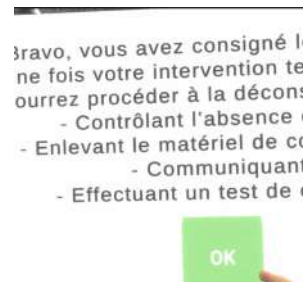 Bravo, vous avez consigné l
ne fois votre intervention te
ourrez procéder à la décons
- Contrôlant l'absence
- Enlevant le matériel de co
- Communiquant
- Effectuant un test de
OK